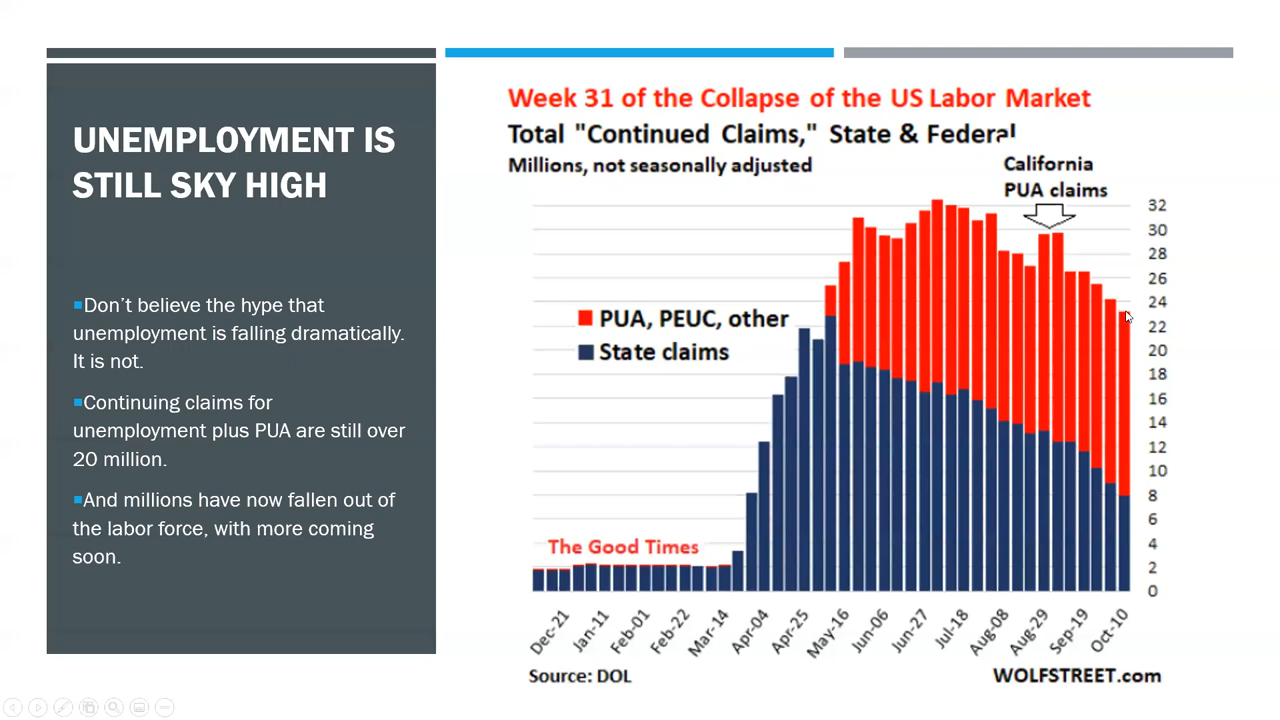 UNEMPLOYMENT IS
STILL SKY HIGH
Don't believe the hype that
unemployment is falling dramatically.
It is not.
Continuing claims for
unemployment plus PUA are still over
20 million.
And millions have now fallen out of
the labor force, with more coming
soon.
Week 31 of the Collapse of the US Labor Market
Total "Continued Claims," State & Federal
Millions, not seasonally adjusted
California
PUA claims
PUA, PEUC, other
State claims
The Good Times
32
30
28
26
24
22
20
18
16
14
12
10
8
6
4
2
0
Dec-21
Jan-11
Feb-01
Feb-22
Mar-14
Apr-04
Apr-25
May-16
Jun-06
Jun-27
Jul-18
Aug-08
Aug-29
Sep-19
Oct-10
Source: DOL
WOLFSTREET.com